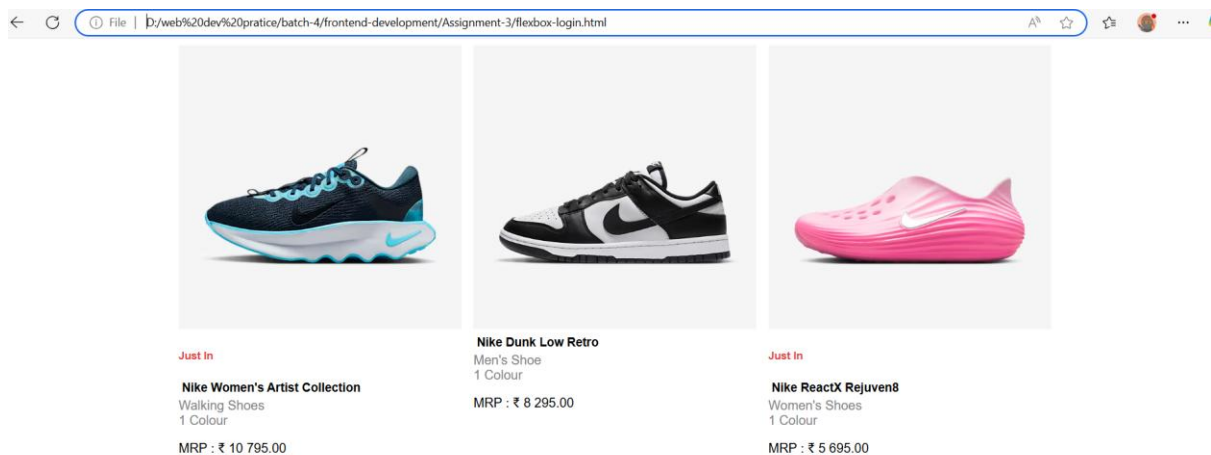 File | D:/web%20dev%20pratice/batch-4/frontend-development/Assignment-3/flexbox-login.html
Just In
Nike Women's Artist Collection
Walking Shoes
1 Colour
MRP : ₹ 10 795.00
Nike Dunk Low Retro
Men's Shoe
1 Colour
MRP : ₹ 8 295.00
Just In
Nike ReactX Rejuven8
Women's Shoes
1 Colour
MRP : ₹ 5 695.00